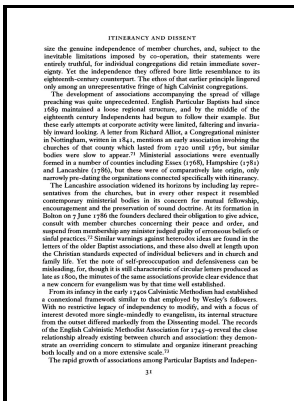 ITINERANCY AND DISSENT
size the genuine independence of member churches, and, subject to the
inevitable limitations imposed by co-operation, their statements were
entirely truthful, for individual congregations did retain immediate sover-
eignty. Yet the independence they offered bore little resemblance to its
eighteenth-century counterpart. The ethos of that earlier principle lingered
only among an unrepresentative fringe of high Calvinist congregations.
The development of associations accompanying the spread of village
preaching was quite unprecedented. English Particular Baptists had since
1689 maintained a loose regional structure, and by the middle of the
eighteenth century Independents had begun to follow their example. But
these early attempts at corporate activity were limited, faltering and invaria-
bly inward looking. A letter from Richard Alliot, a Congregational minister
in Nottingham, written in 1841, mentions an early association involving the
churches of that county which lasted from 1720 until 1767, but similar
bodies were slow to appear.71 Ministerial associations were eventually
formed in a number of counties including Essex (1768), Hampshire (1781)
and Lancashire (1786), but these were of comparatively late origin, only
narrowly pre-dating the organizations connected specifically with itinerancy.
The Lancashire association widened its horizons by including lay repre-
sentatives from the churches, but in every other respect it resembled
contemporary ministerial bodies in its concern for mutual fellowship,
encouragement and the preservation of sound doctrine. At its formation in
Bolton on 7 June 1786 the founders declared their obligation to give advice,
consult with member churches concerning their peace and order, and
suspend from membership any minister judged guilty of erroneous beliefs or
sinful practices.72 Similar warnings against heterodox ideas are found in the
letters of the older Baptist associations, and these also dwell at length upon
the Christian standards expected of individual believers and in church and
family life. Yet the note of self-preoccupation and defensiveness can be
misleading, for, though it is still characteristic of circular letters produced as
late as 1800, the minutes of the same associations provide clear evidence that
a new concern for evangelism was by that time well established.
From its infancy in the early 1740s Calvinistic Methodism had established
a connexional framework similar to that employed by Wesley's followers.
With no restrictive legacy of independency to modify, and with a focus of
interest devoted more single-mindedly to evangelism, its internal structure
from the outset differed markedly from the Dissenting model. The records
of the English Calvinistic Methodist Association for 1745–9 reveal the close
relationship already existing between church and association: they demon-
strate an overriding concern to stimulate and organize itinerant preaching
both locally and on a more extensive scale.73
The rapid growth of associations among Particular Baptists and Indepen-
31